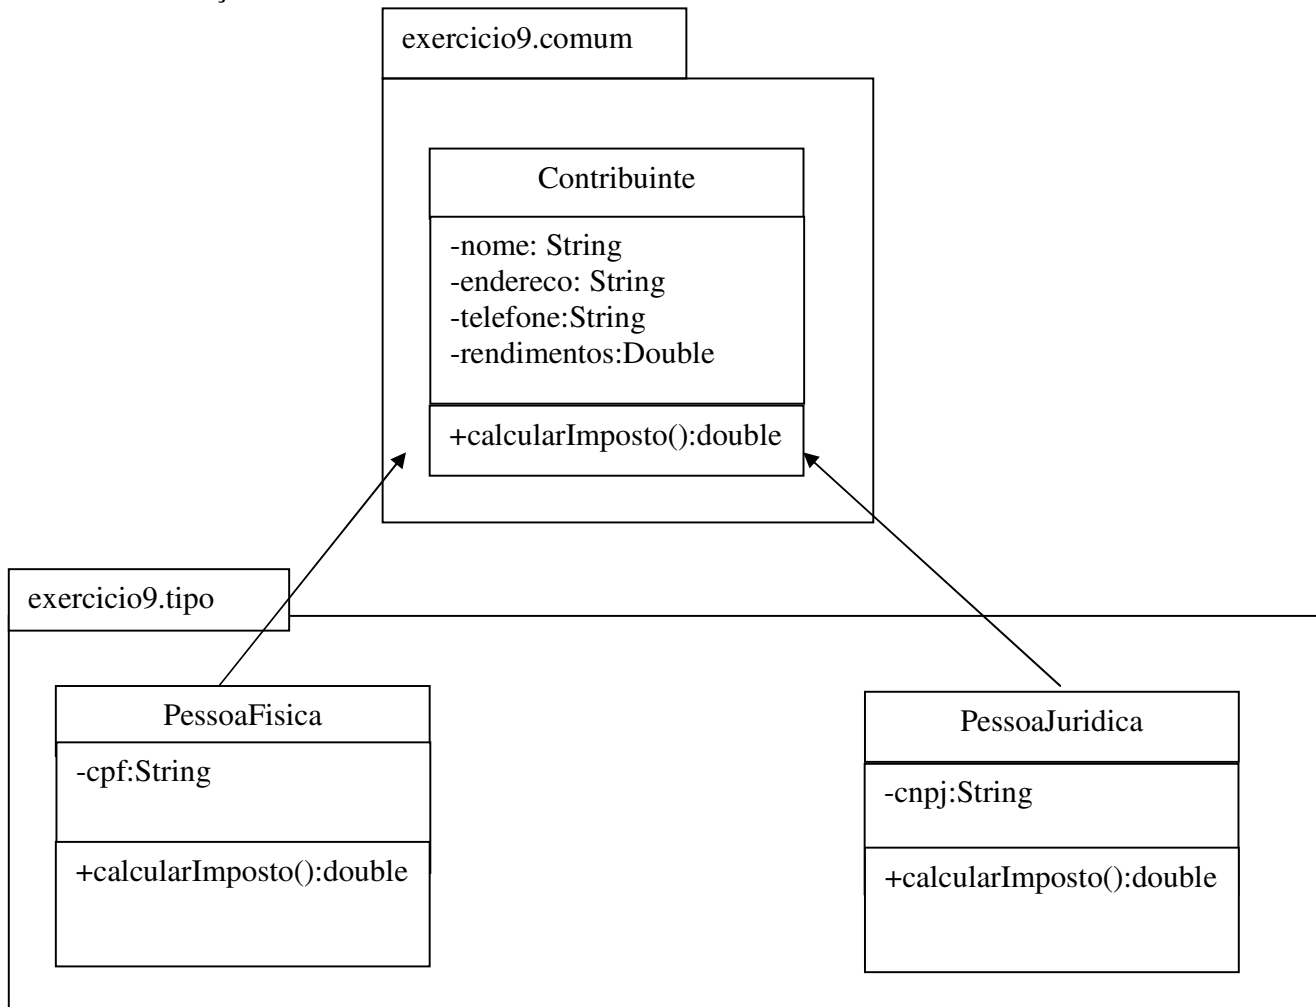 exercicio9.comum
Contribuinte
-nome: String
-endereco: String
-telefone:String
-rendimentos:Double
+calcularImposto():double
exercicio9.tipo
PessoaFisica
-cpf:String
+calcularImposto():double
PessoaJuridica
-cnpj:String
+calcularImposto():double